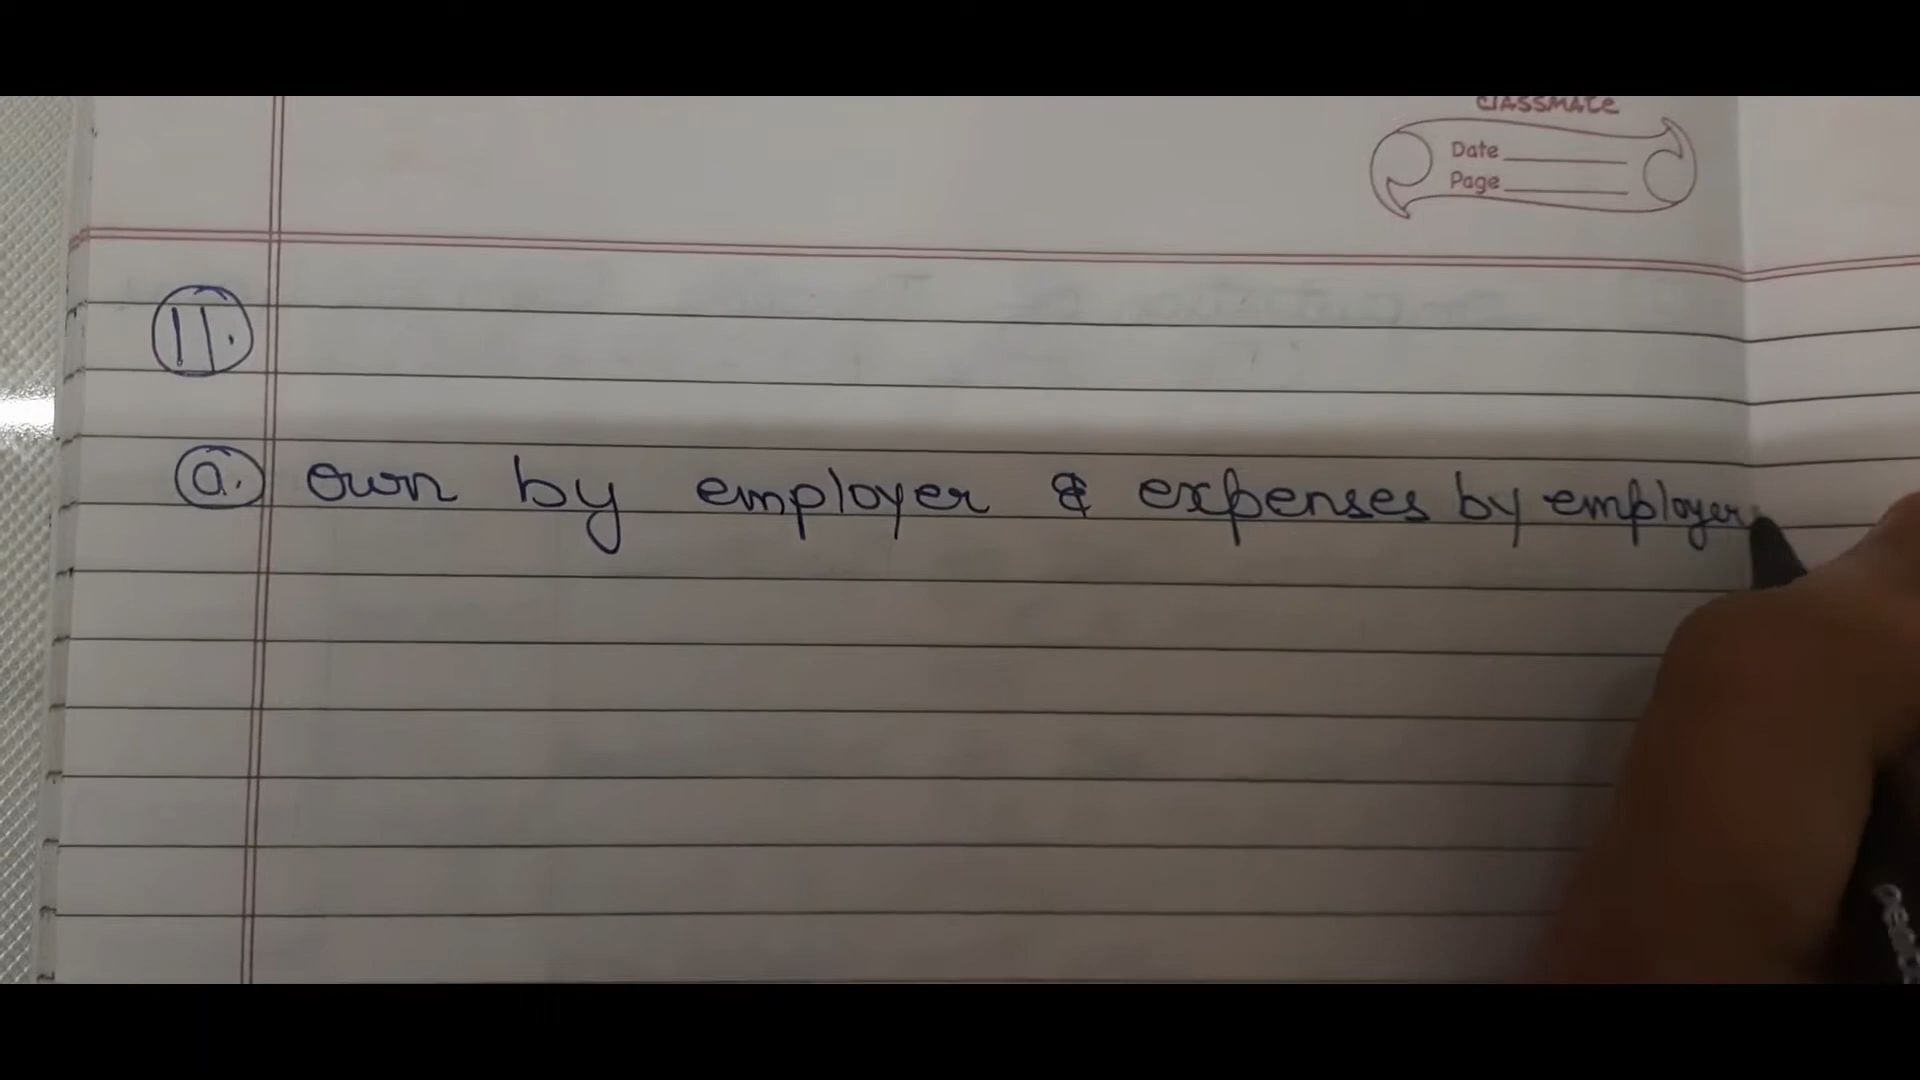 classmate
Date
Page
11.
a. own by employer & expenses by employer